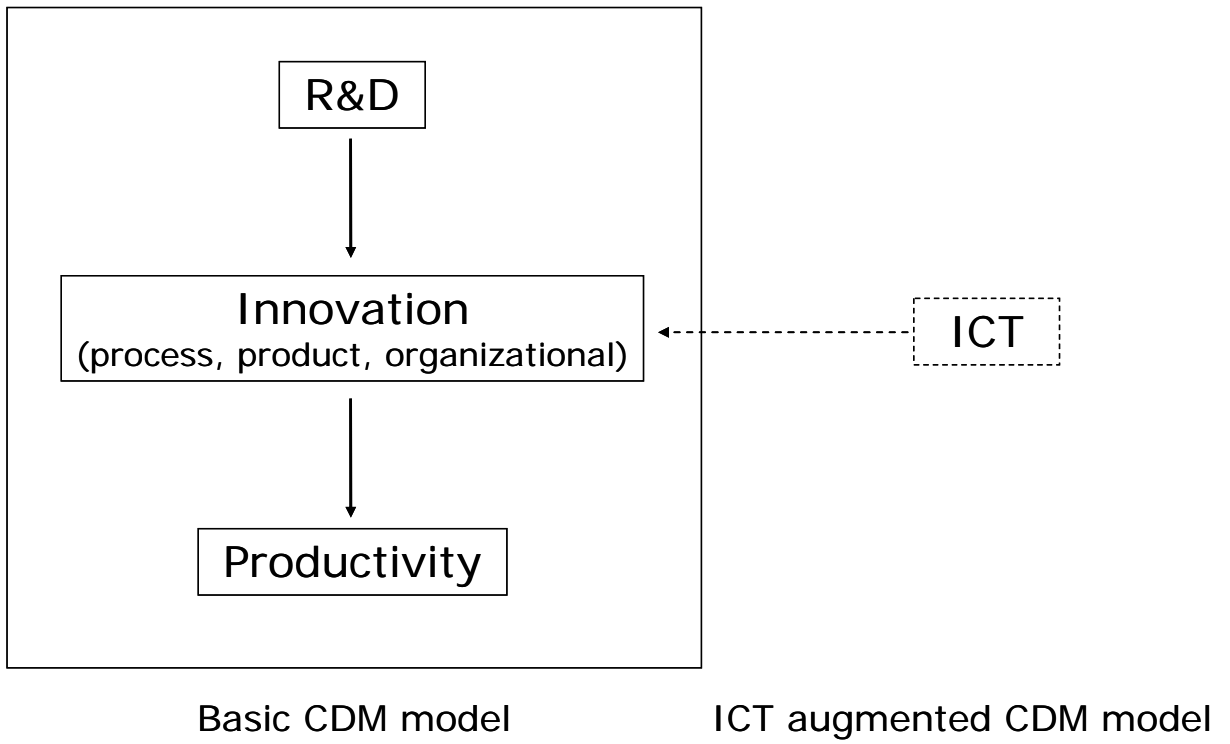 R&D
Innovation
(process, product, organizational)
ICT
Productivity
Basic CDM model
ICT augmented CDM model